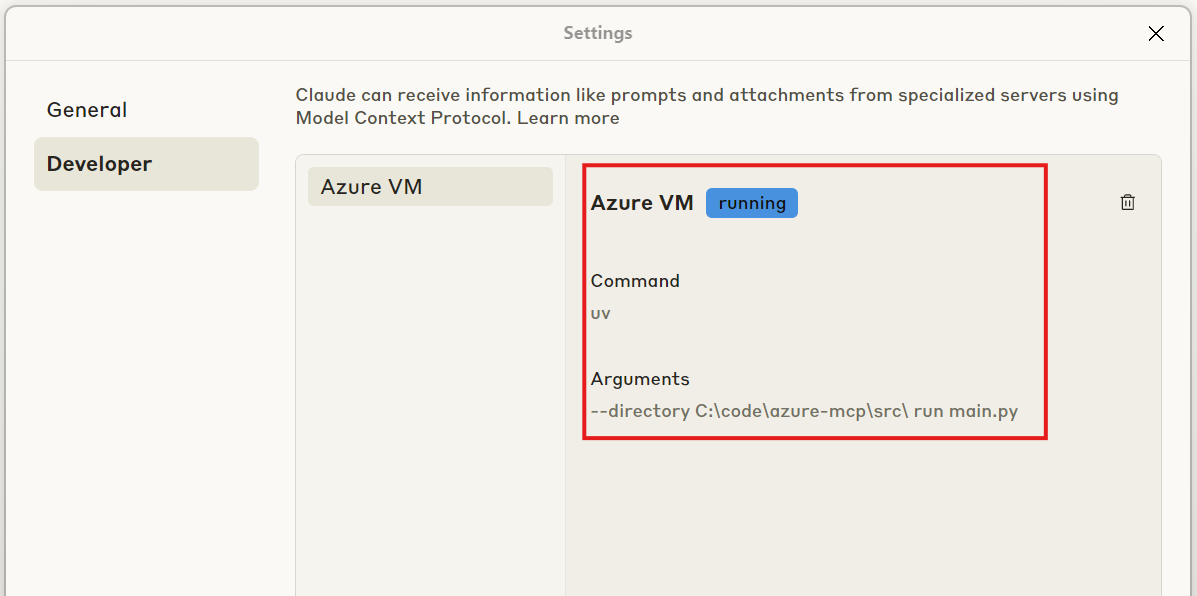 Settings
General
Developer
Claude can receive information like prompts and attachments from specialized servers using
Model Context Protocol. Learn more
Azure VM
Azure VM running
Command
uv
Arguments
--directory C:\code\azure-mcp\src\ run main.py